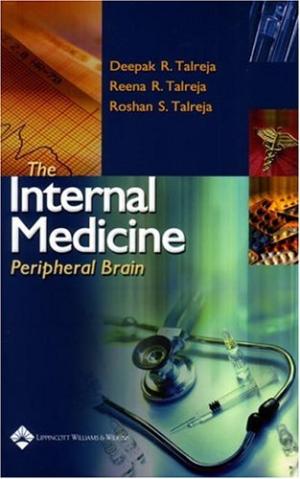 Deepak R. Talreja
Reena R. Talreja
Roshan S. Talreja
The
Internal
Medicine
Peripheral Brain
LIPPINCOTT WILLIAMS & WILKINS